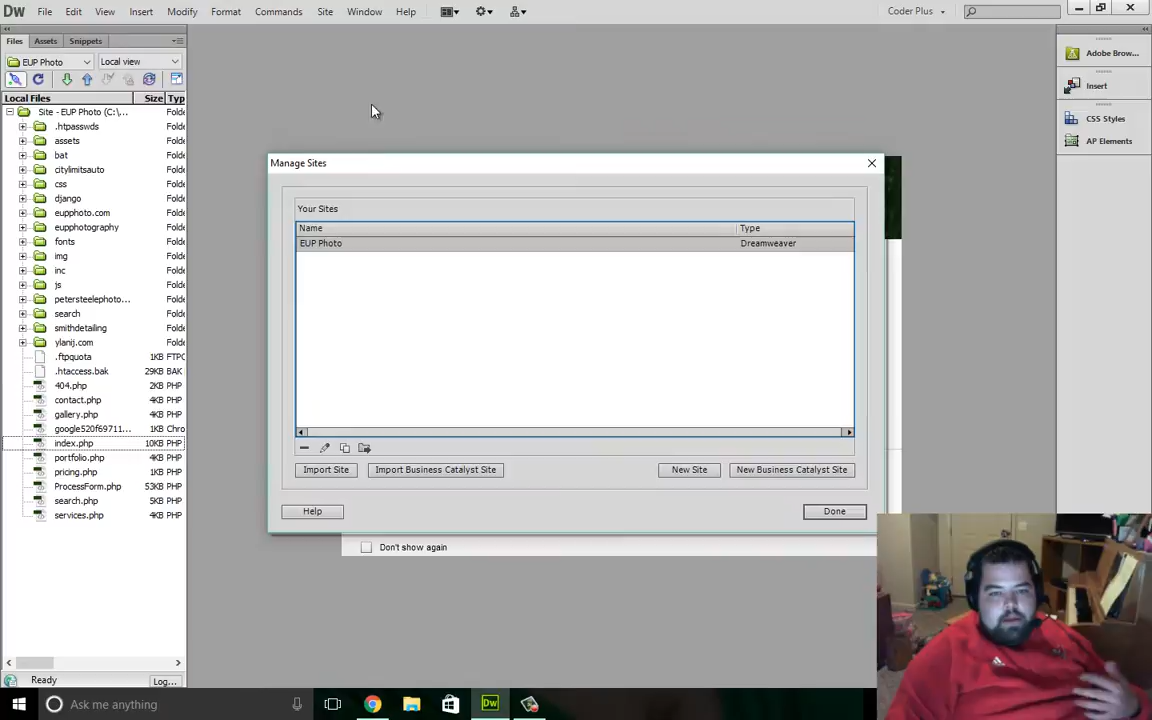 Dw File Edit View Insert Modify Format Commands Site Window Help Coder Plus
Files Assets Snippets
EUP Photo Local view
Local Files Size Typ
Site - EUP Photo (C:\... Folde
.htpasswds Folde
assets Folde
bat Folde
citylimitsauto Folde
css Folde
django Folde
eupphoto.com Folde
eupphotography Folde
fonts Folde
img Folde
inc Folde
js Folde
petersteelephoto... Folde
search Folde
smithdetailing Folde
ylanij.com Folde
.ftpquota 1KB FTPC
.htaccess.bak 29KB BAK
404.php 2KB PHP
contact.php 4KB PHP
gallery.php 4KB PHP
google520f69711... 1KB Chro
index.php 10KB PHP
portfolio.php 4KB PHP
pricing.php 1KB PHP
ProcessForm.php 53KB PHP
search.php 5KB PHP
services.php 4KB PHP
Ready Log...
Manage Sites
Your Sites
Name Type
EUP Photo Dreamweaver
Import Site Import Business Catalyst Site New Site New Business Catalyst Site
Help Done
Don't show again
Adobe Brow...
Insert
CSS Styles
AP Elements
Ask me anything Dw